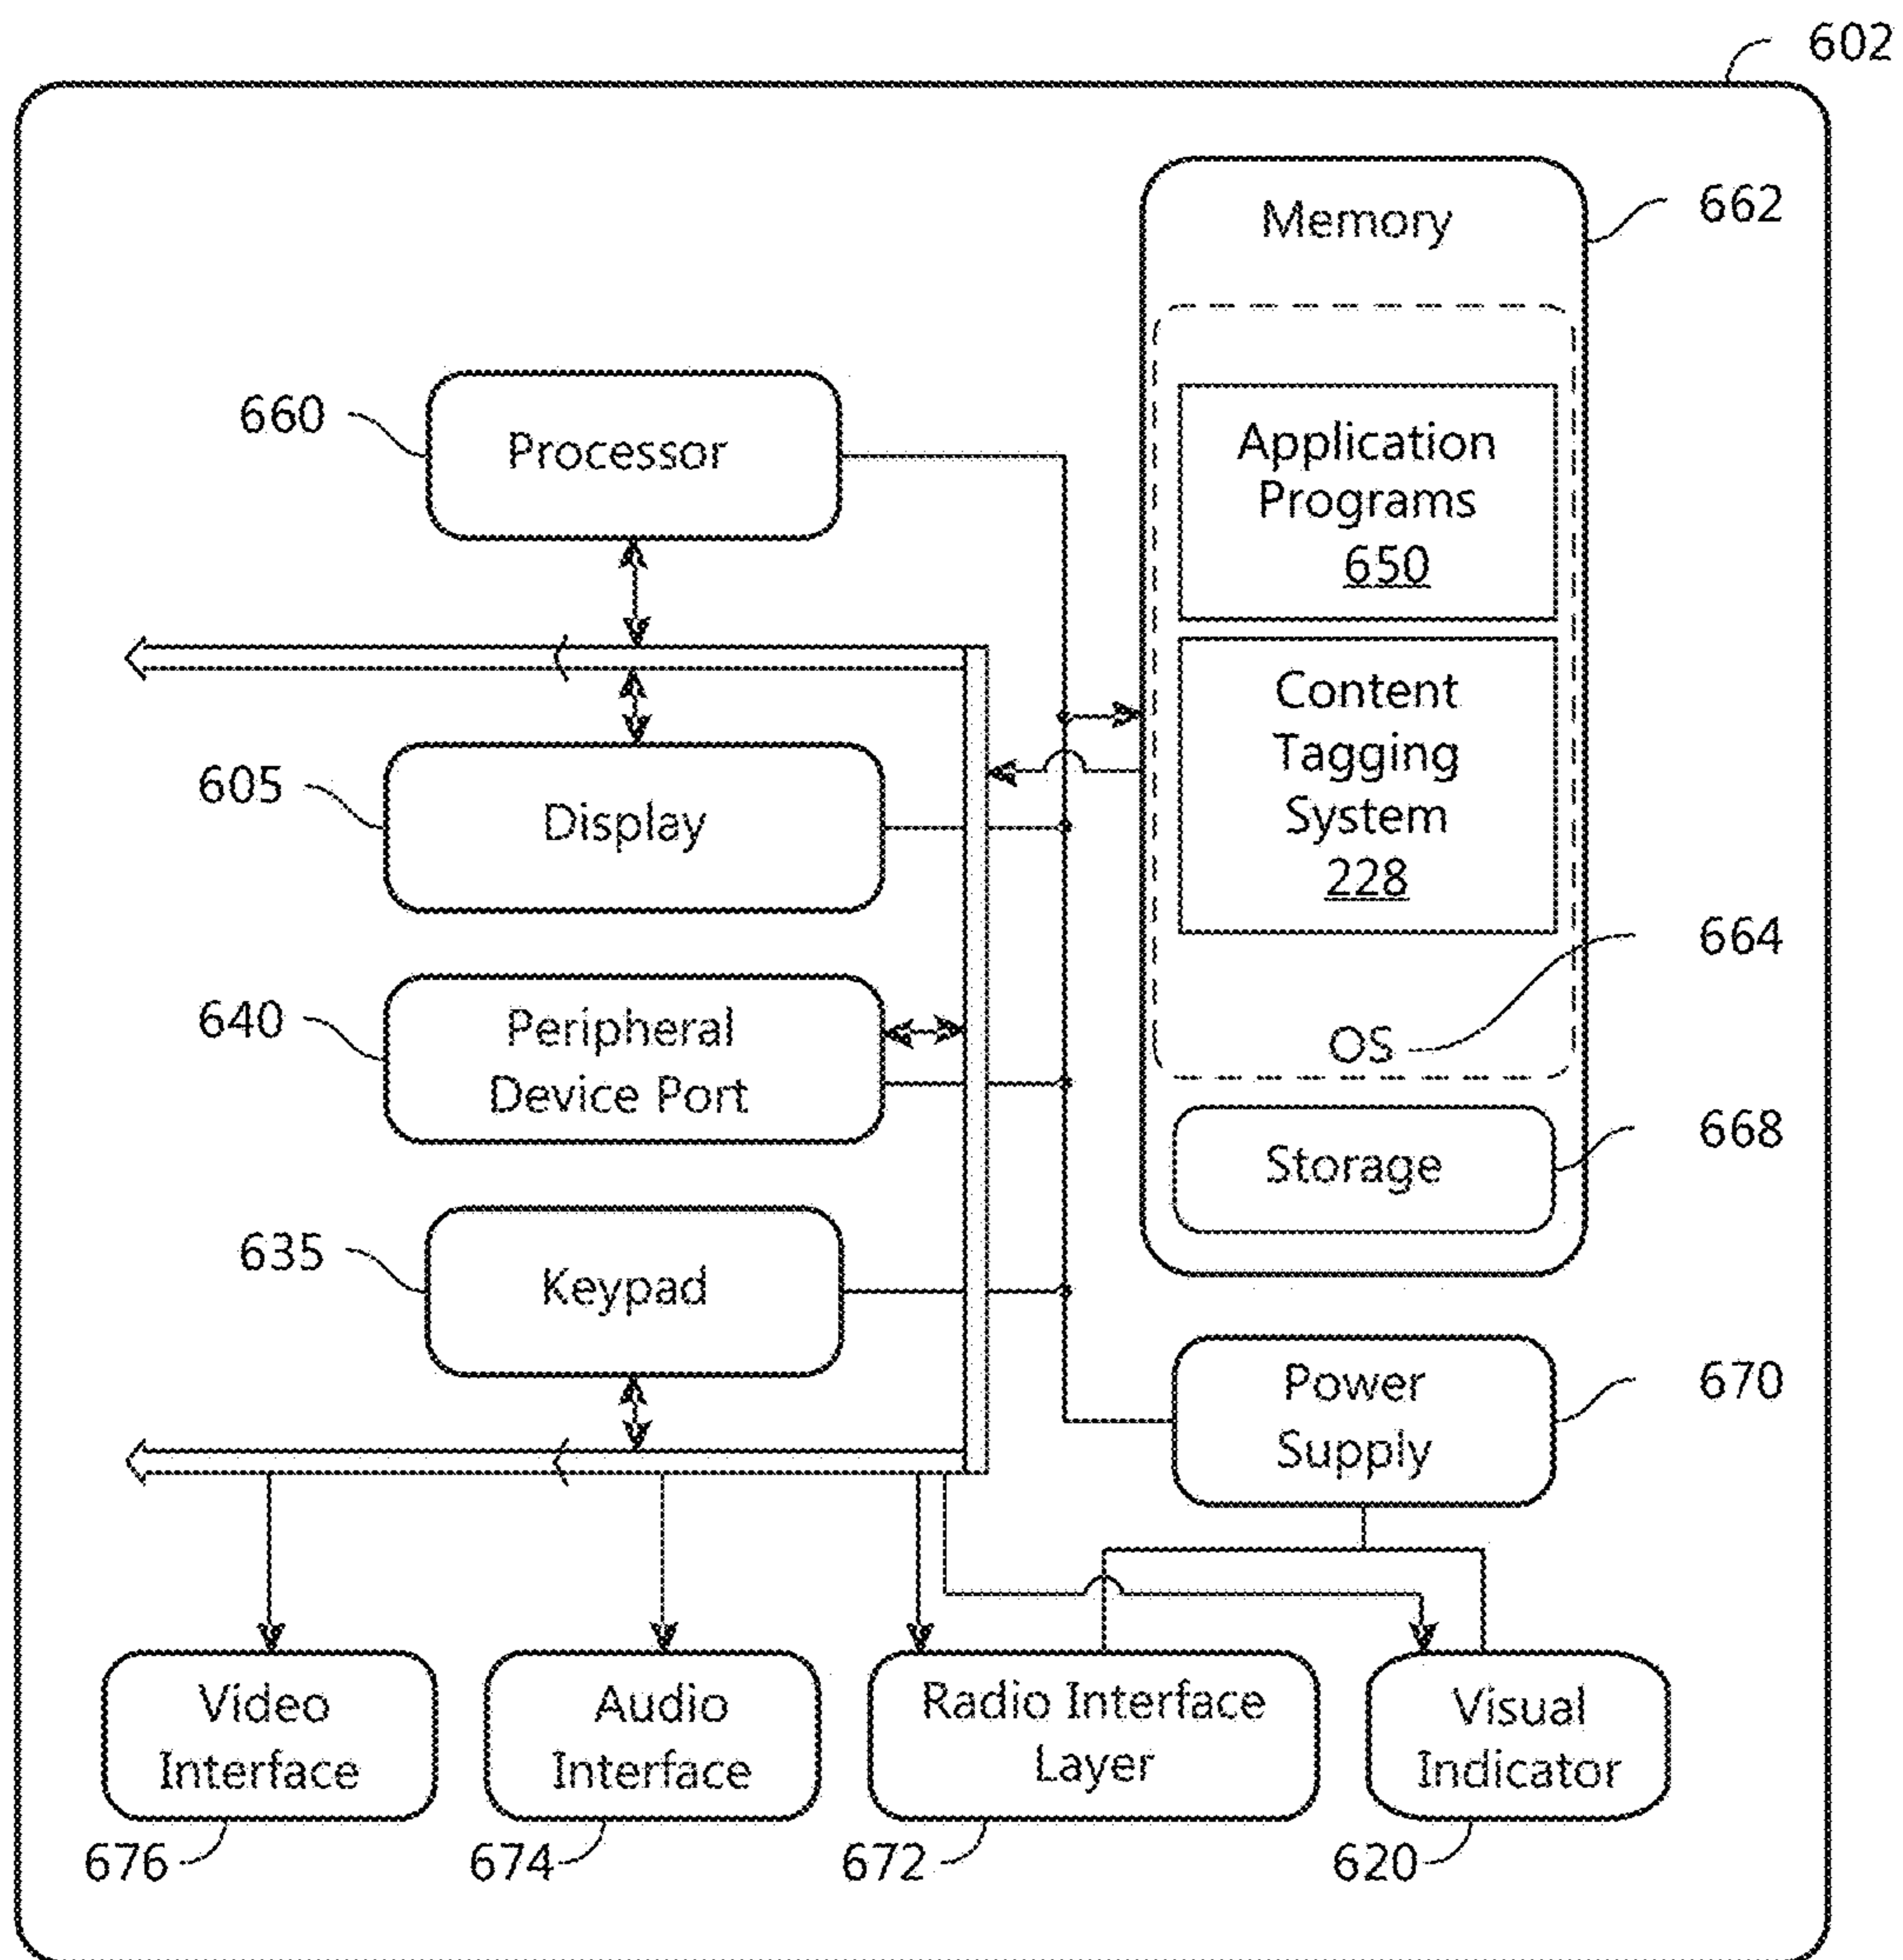 602
Memory
662
Application
Programs
650
660
Processor
Content
Tagging
System
228
605
Display
664
640
Peripheral
Device Port
OS
668
Storage
635
Keypad
Power
Supply
670
Video
Interface
Audio
Interface
Radio Interface
Layer
Visual
Indicator
676
674
672
620